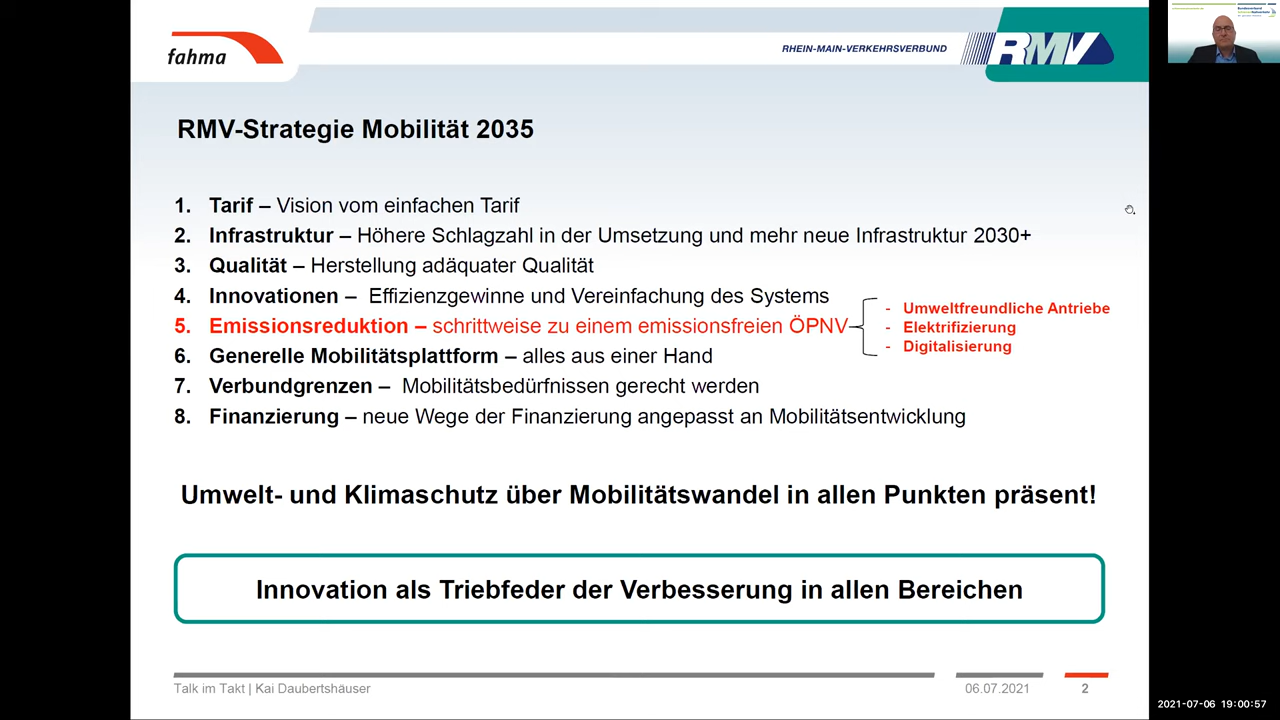 fahma
RHEIN-MAIN-VERKEHRSVERBUND
RMV
RMV-Strategie Mobilität 2035
1. Tarif – Vision vom einfachen Tarif
2. Infrastruktur – Höhere Schlagzahl in der Umsetzung und mehr neue Infrastruktur 2030+
3. Qualität – Herstellung adäquater Qualität
4. Innovationen – Effizienzgewinne und Vereinfachung des Systems
5. Emissionsreduktion – schrittweise zu einem emissionsfreien ÖPNV
- Umweltfreundliche Antriebe
- Elektrifizierung
- Digitalisierung
6. Generelle Mobilitätsplattform – alles aus einer Hand
7. Verbundgrenzen – Mobilitätsbedürfnissen gerecht werden
8. Finanzierung – neue Wege der Finanzierung angepasst an Mobilitätsentwicklung
Umwelt- und Klimaschutz über Mobilitätswandel in allen Punkten präsent!
Innovation als Triebfeder der Verbesserung in allen Bereichen
Talk im Takt | Kai Daubertshäuser
06.07.2021
2
2021-07-06 19:00:57